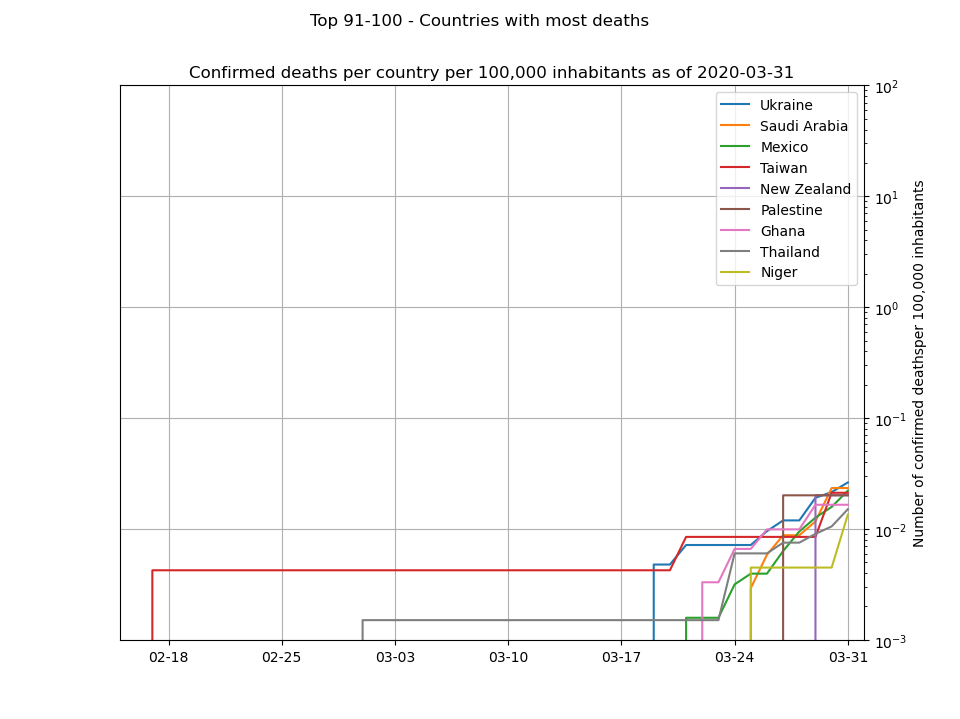 Top 91-100 - Countries with most deaths
Confirmed deaths per country per 100,000 inhabitants as of 2020-03-31
Ukraine
Saudi Arabia
Mexico
Taiwan
New Zealand
Palestine
Ghana
Thailand
Niger
10²
10¹
10⁰
10⁻¹
10⁻²
10⁻³
Number of confirmed deathsper 100,000 inhabitants
02-18 02-25 03-03 03-10 03-17 03-24 03-31